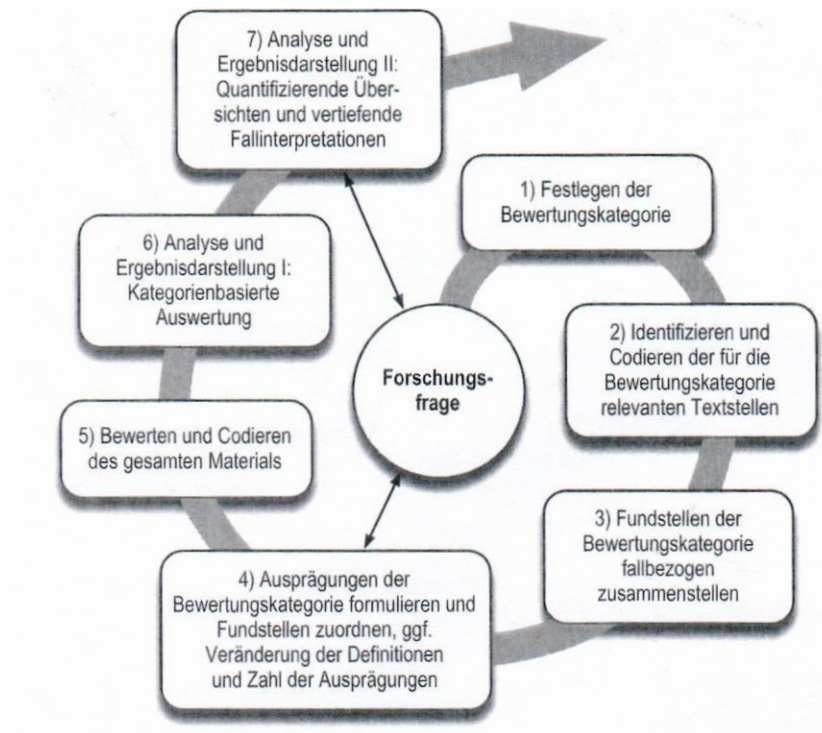 7) Analyse und
Ergebnisdarstellung II:
Quantifizierende Über-
sichten und vertiefende
Fallinterpretationen
1) Festlegen der
Bewertungskategorie
6) Analyse und
Ergebnisdarstellung I:
Kategorienbasierte
Auswertung
2) Identifizieren und
Codieren der für die
Bewertungskategorie
relevanten Textstellen
Forschungs-
frage
5) Bewerten und Codieren
des gesamten Materials
3) Fundstellen der
Bewertungskategorie
fallbezogen
zusammenstellen
4) Ausprägungen der
Bewertungskategorie formulieren und
Fundstellen zuordnen, ggf.
Veränderung der Definitionen
und Zahl der Ausprägungen